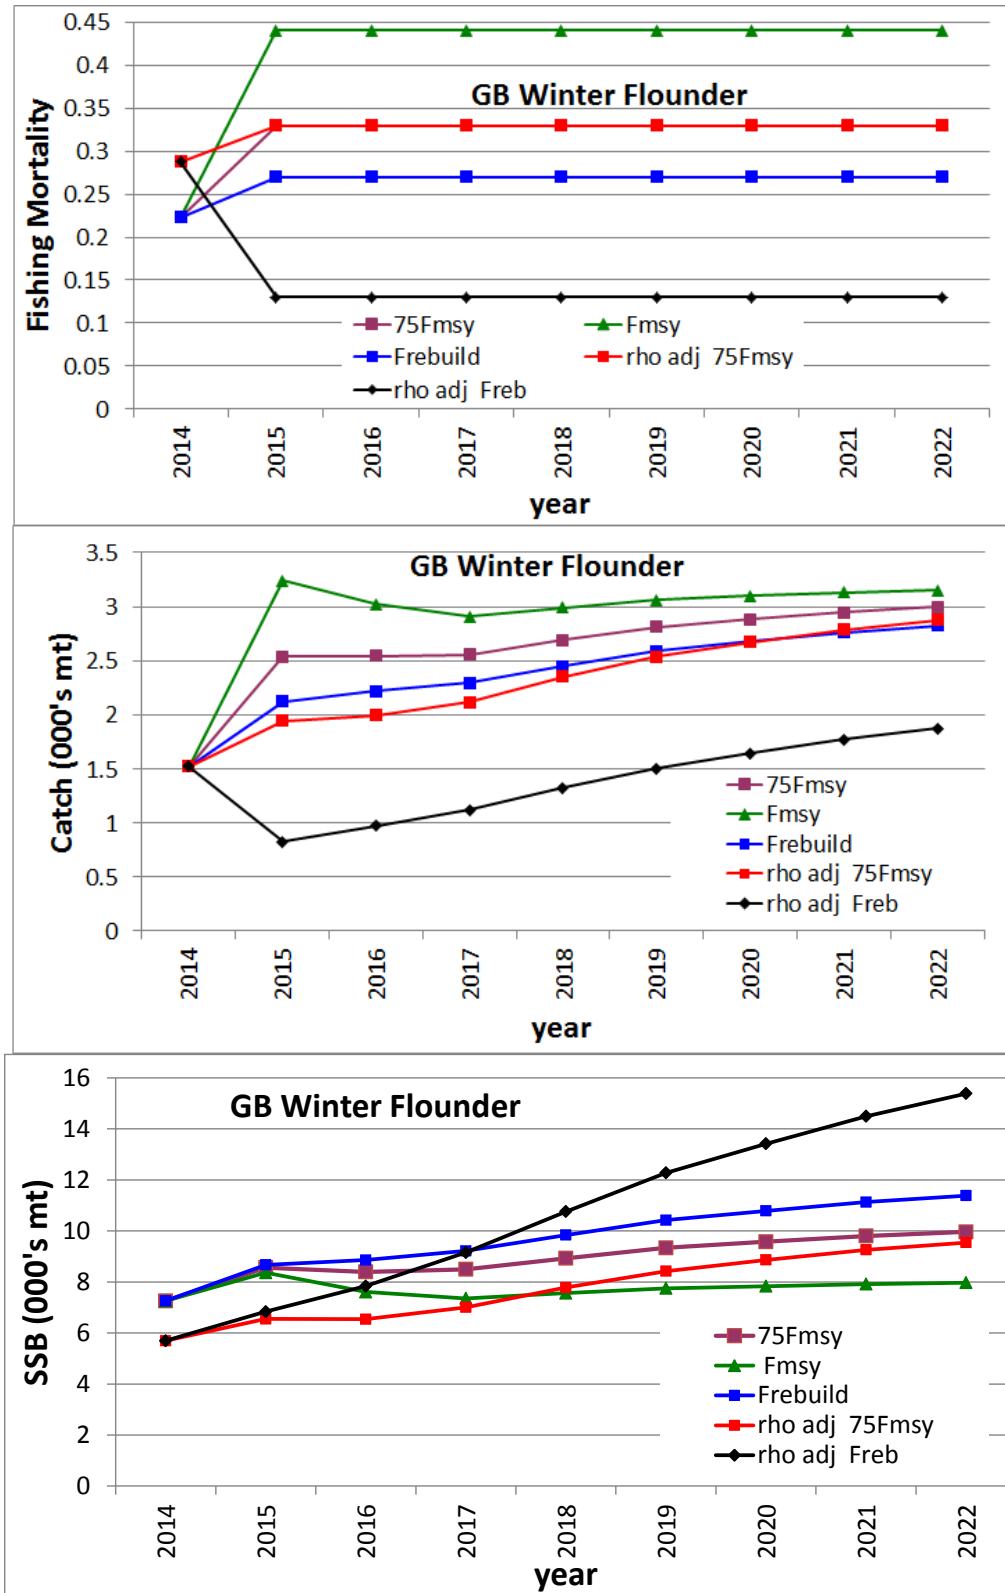 0.45
0.4
0.35
0.3
0.25
0.2
0.15
0.1
0.05
0
Fishing Mortality
GB Winter Flounder
75Fmsy
Fmsy
Frebuild
rho adj 75Fmsy
rho adj Freb
2014
2015
2016
2017
2018
2019
2020
2021
2022
year
3.5
3
2.5
2
1.5
1
0.5
0
Catch (000's mt)
GB Winter Flounder
75Fmsy
Fmsy
Frebuild
rho adj 75Fmsy
rho adj Freb
2014
2015
2016
2017
2018
2019
2020
2021
2022
year
16
14
12
10
8
6
4
2
0
SSB (000's mt)
GB Winter Flounder
75Fmsy
Fmsy
Frebuild
rho adj 75Fmsy
rho adj Freb
2014
2015
2016
2017
2018
2019
2020
2021
2022
year